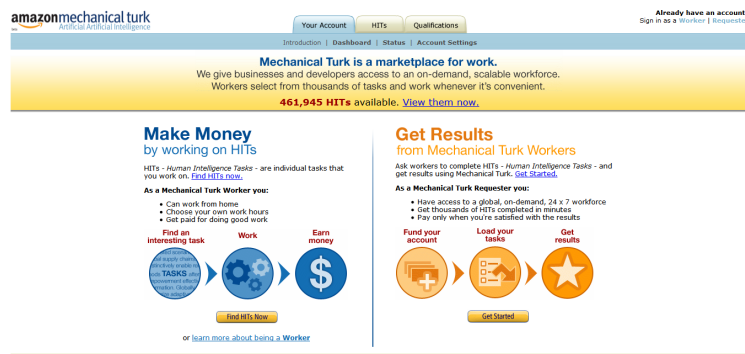 amazonmechanical turk
Artificial Artificial Intelligence
Your Account
HITs
Qualifications
Already have an account
Sign in as a Worker | Requeste
Introduction | Dashboard | Status | Account Settings
Mechanical Turk is a marketplace for work.
We give businesses and developers access to an on-demand, scalable workforce.
Workers select from thousands of tasks and work whenever it's convenient.
461,945 HITs available. View them now.
Make Money
by working on HITs
HITs - Human Intelligence Tasks - are individual tasks that
you work on. Find HITs now.
As a Mechanical Turk Worker you:
• Can work from home
• Choose your own work hours
• Get paid for doing good work
Find an
interesting task
Work
Earn
money
TASKS
$
Find HITs Now
or learn more about being a Worker
Get Results
from Mechanical Turk Workers
Ask workers to complete HITs - Human Intelligence Tasks - and
get results using Mechanical Turk. Get Started.
As a Mechanical Turk Requester you:
• Have access to a global, on-demand, 24 x 7 workforce
• Get thousands of HITs completed in minutes
• Pay only when you're satisfied with the results
Fund your
account
Load your
tasks
Get
results
Get Started